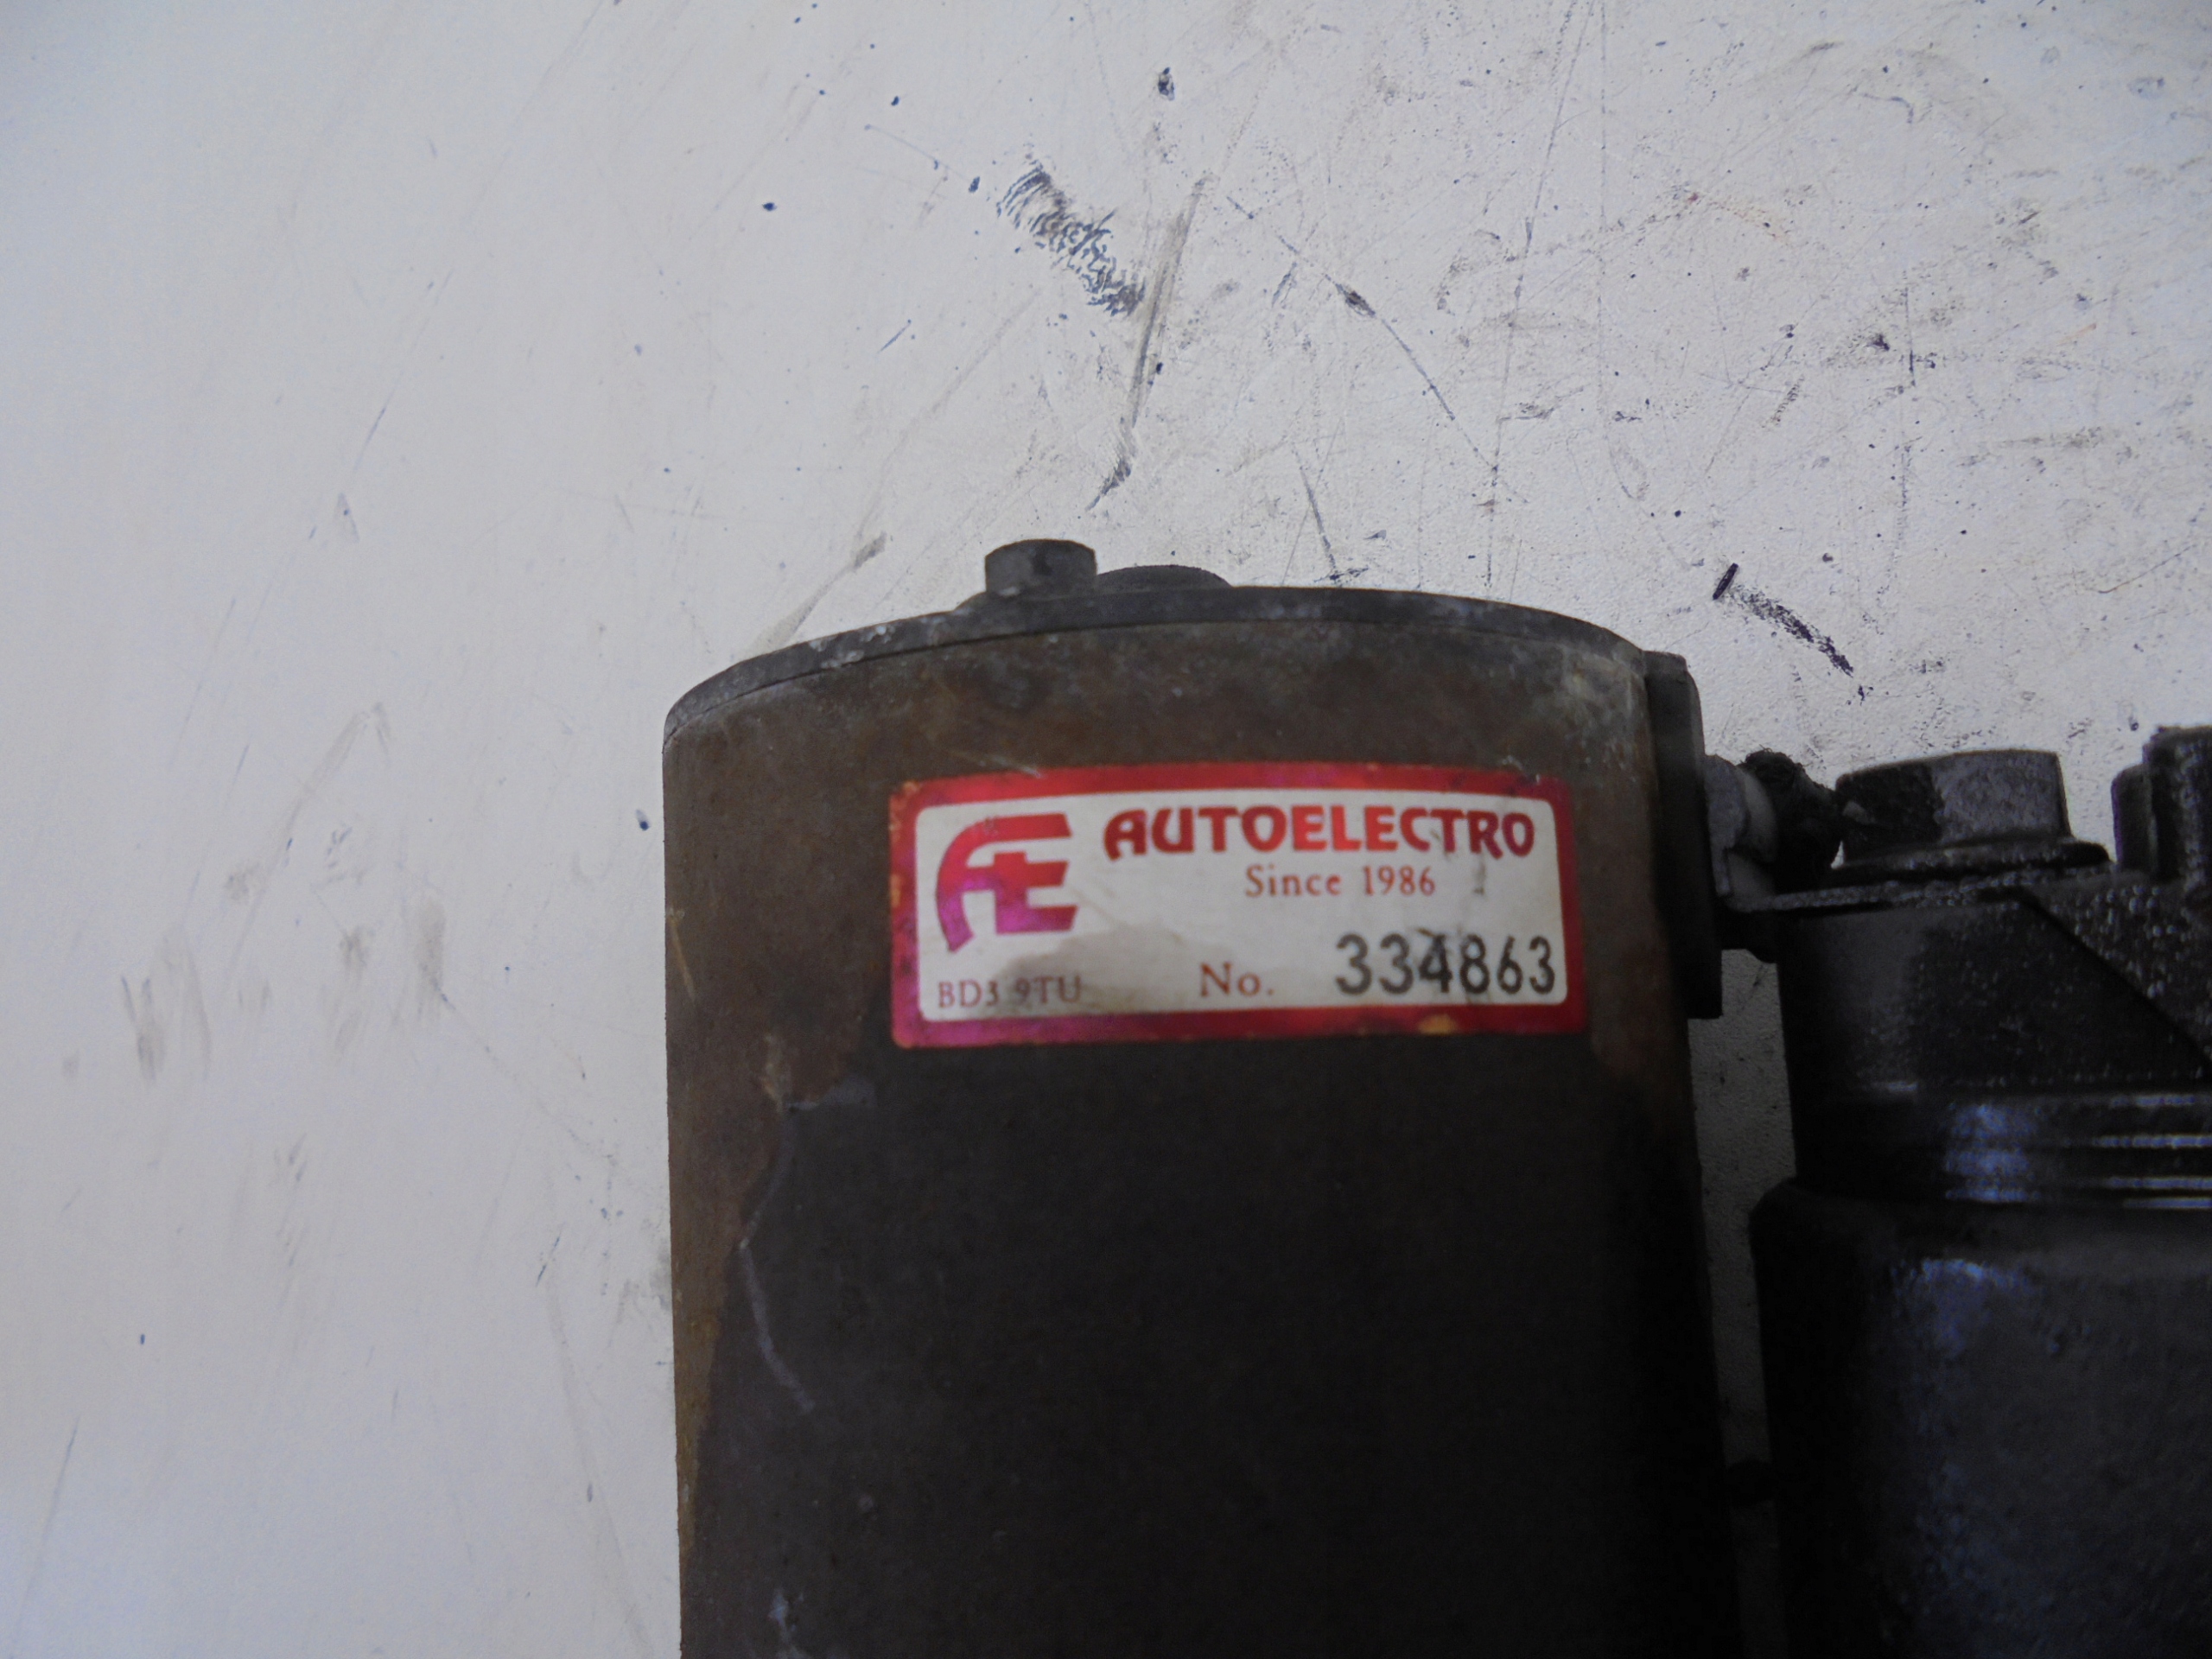 AE AUTOELECTRO
Since 1986
BD3 9TU No. 334863